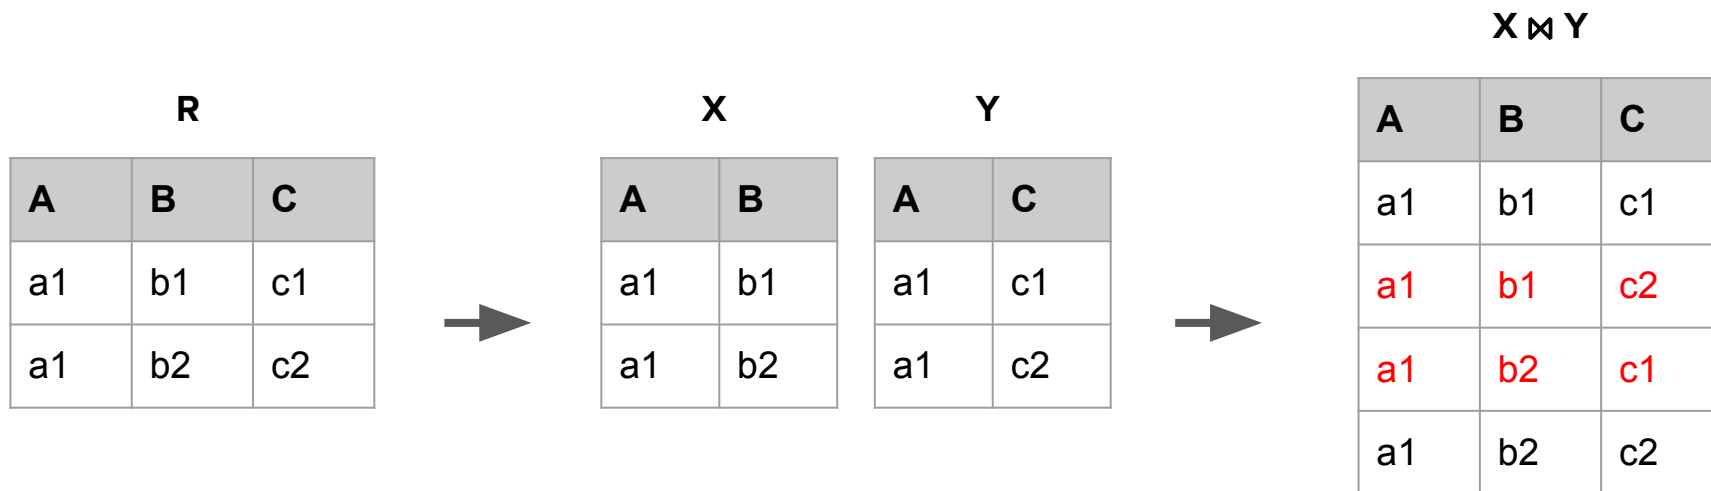 R
A B C
a1 b1 c1
a1 b2 c2
X
A B
a1 b1
a1 b2
Y
A C
a1 c1
a1 c2
X ⋈ Y
A B C
a1 b1 c1
a1 b1 c2
a1 b2 c1
a1 b2 c2